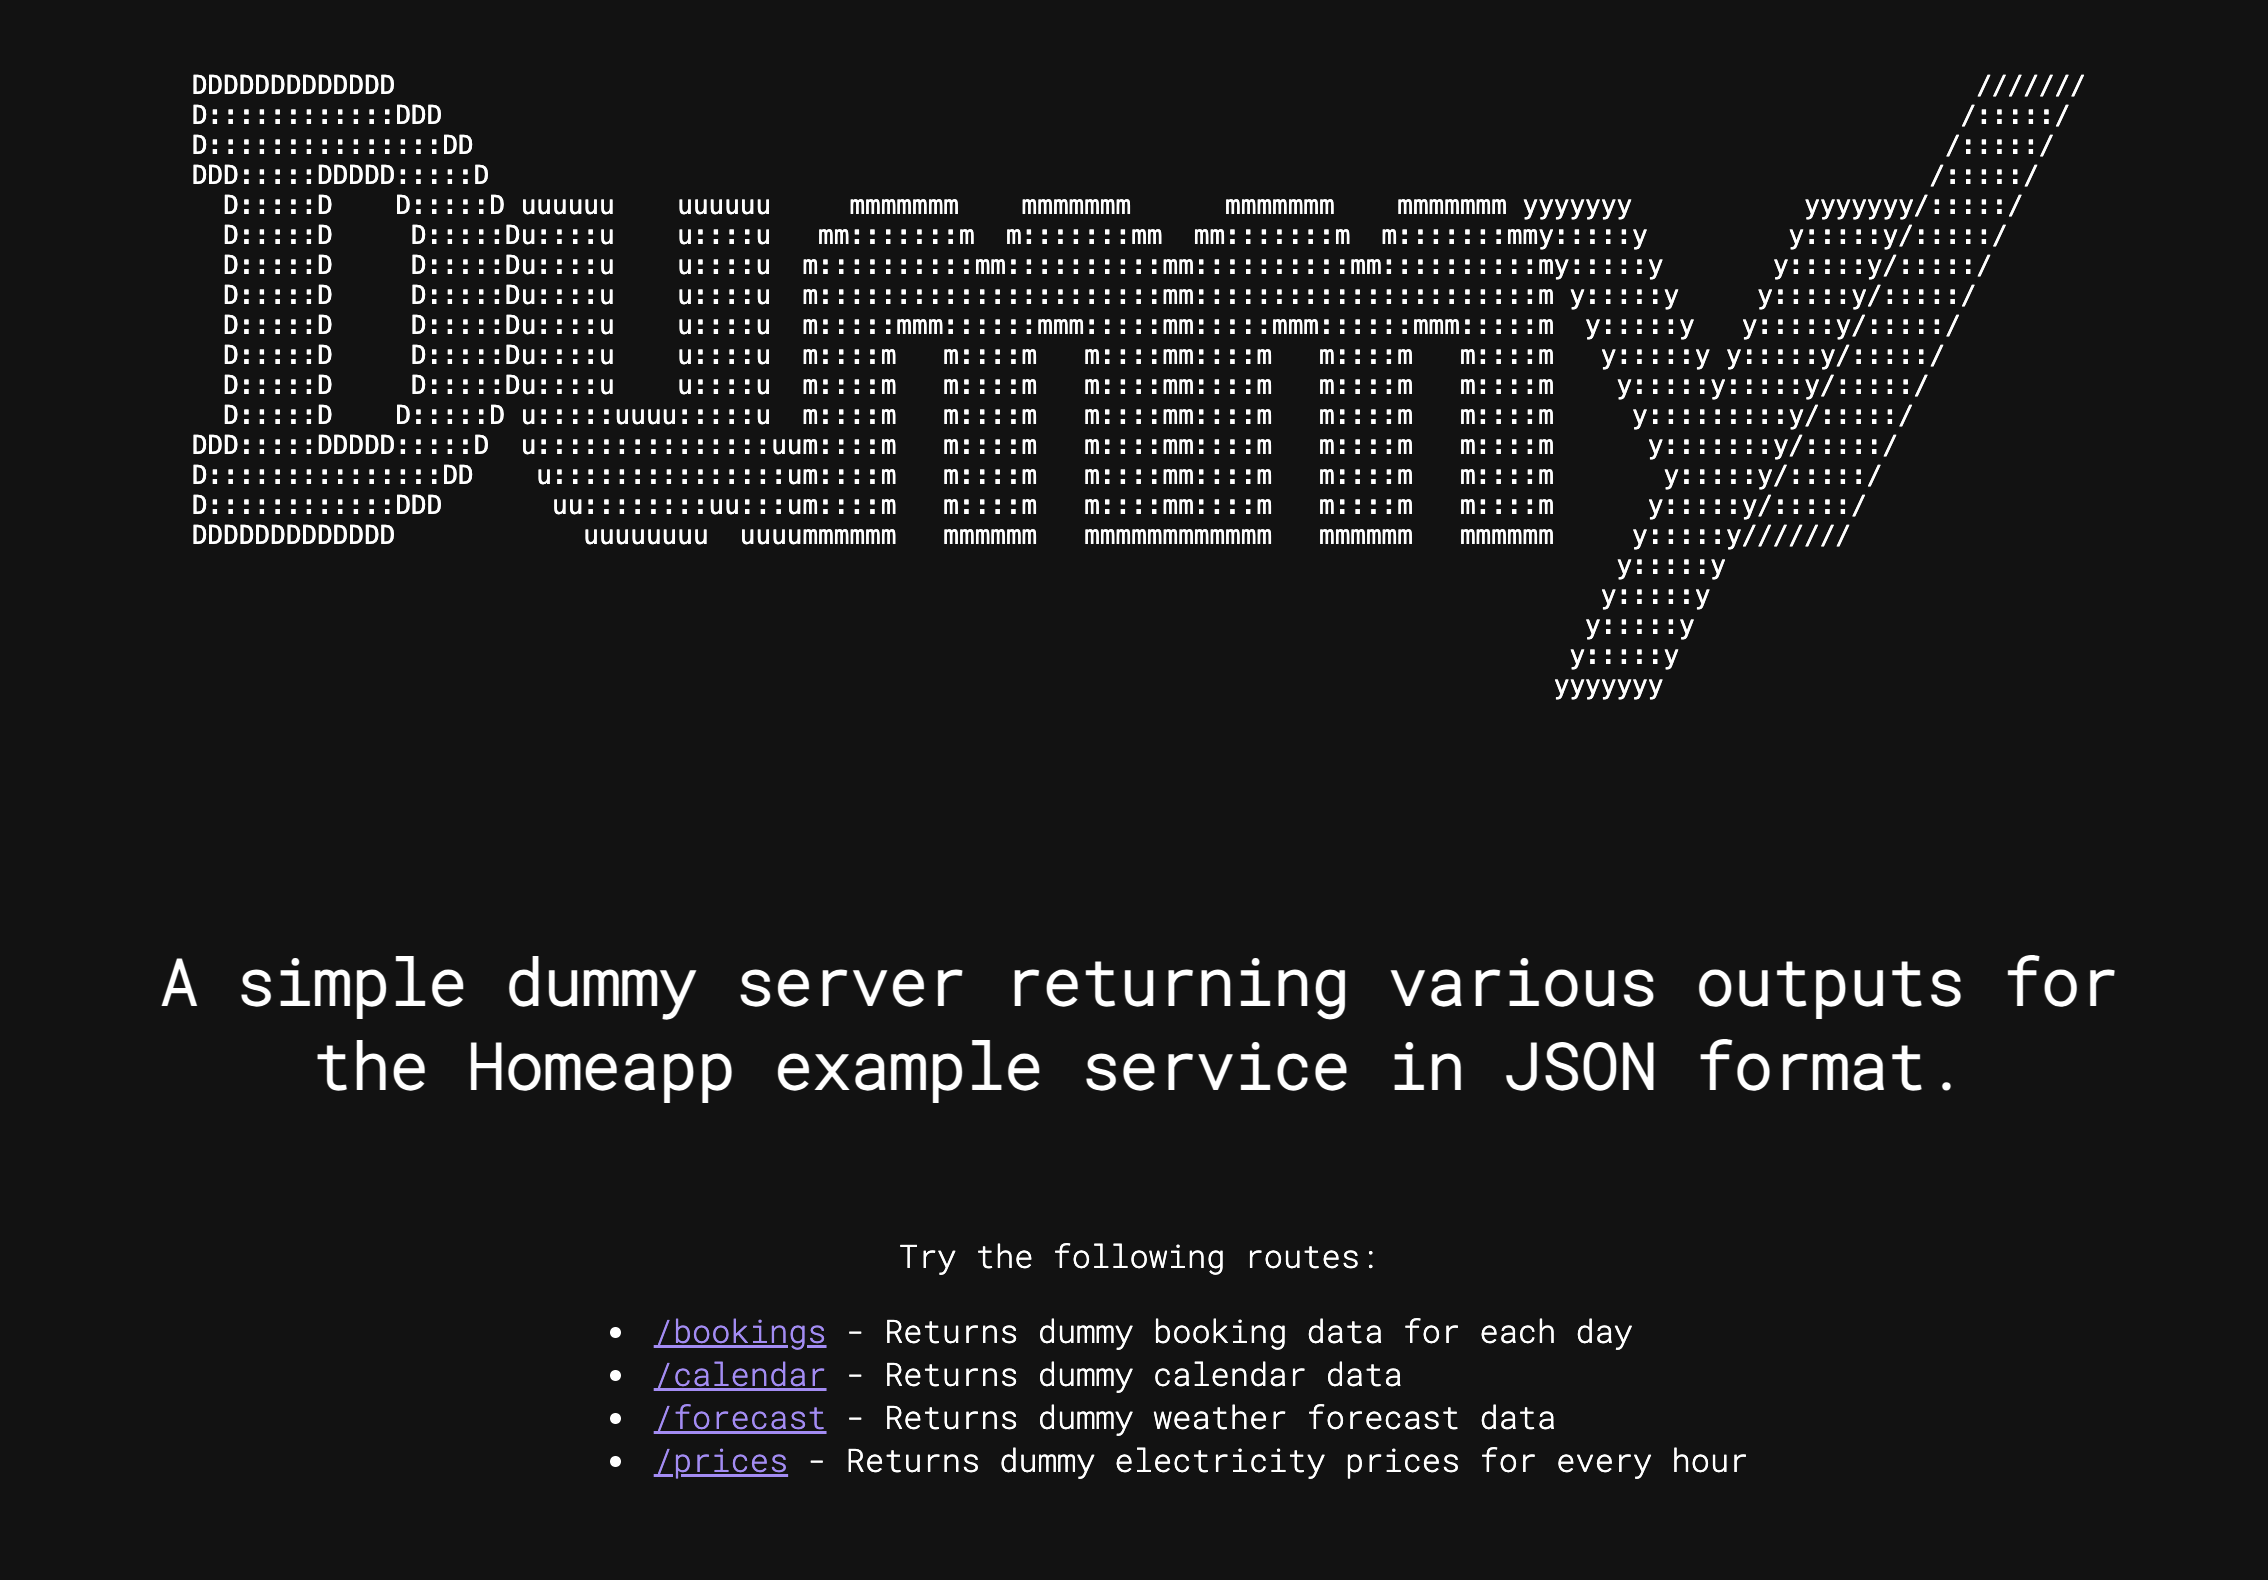 DDDDDDDDDDDDD                                                                                                     ///////
D::::::::::::DDD                                                                                                 /:::::/
D:::::::::::::::DD                                                                                              /:::::/
DDD:::::DDDDD:::::D                                                                                            /:::::/
  D:::::D    D:::::D uuuuuu    uuuuuu     mmmmmmm    mmmmmmm      mmmmmmm    mmmmmmm yyyyyyy           yyyyyyy/:::::/
  D:::::D     D:::::Du::::u    u::::u   mm:::::::m  m:::::::mm  mm:::::::m  m:::::::mmy:::::y         y:::::y/:::::/
  D:::::D     D:::::Du::::u    u::::u  m::::::::::mm::::::::::mm::::::::::mm::::::::::my:::::y       y:::::y/:::::/
  D:::::D     D:::::Du::::u    u::::u  m::::::::::::::::::::::mm::::::::::::::::::::::m y:::::y     y:::::y/:::::/
  D:::::D     D:::::Du::::u    u::::u  m:::::mmm::::::mmm:::::mm:::::mmm::::::mmm:::::m  y:::::y   y:::::y/:::::/
  D:::::D     D:::::Du::::u    u::::u  m::::m   m::::m   m::::mm::::m   m::::m   m::::m   y:::::y y:::::y/:::::/
  D:::::D     D:::::Du::::u    u::::u  m::::m   m::::m   m::::mm::::m   m::::m   m::::m    y:::::y:::::y/:::::/
  D:::::D    D:::::D u:::::uuuu:::::u  m::::m   m::::m   m::::mm::::m   m::::m   m::::m     y:::::::::y/:::::/
DDD:::::DDDDD:::::D  u:::::::::::::::uum::::m   m::::m   m::::mm::::m   m::::m   m::::m      y:::::::y/:::::/
D:::::::::::::::DD    u:::::::::::::::um::::m   m::::m   m::::mm::::m   m::::m   m::::m       y:::::y/:::::/
D::::::::::::DDD       uu::::::::uu:::um::::m   m::::m   m::::mm::::m   m::::m   m::::m      y:::::y/:::::/
DDDDDDDDDDDDD            uuuuuuuu  uuuummmmmm   mmmmmm   mmmmmmmmmmmm   mmmmmm   mmmmmm     y:::::y///////
                                                                                           y:::::y
                                                                                          y:::::y
                                                                                         y:::::y
                                                                                        y:::::y
                                                                                       yyyyyyy
A simple dummy server returning various outputs for
the Homeapp example service in JSON format.
Try the following routes:
• /bookings - Returns dummy booking data for each day
• /calendar - Returns dummy calendar data
• /forecast - Returns dummy weather forecast data
• /prices - Returns dummy electricity prices for every hour